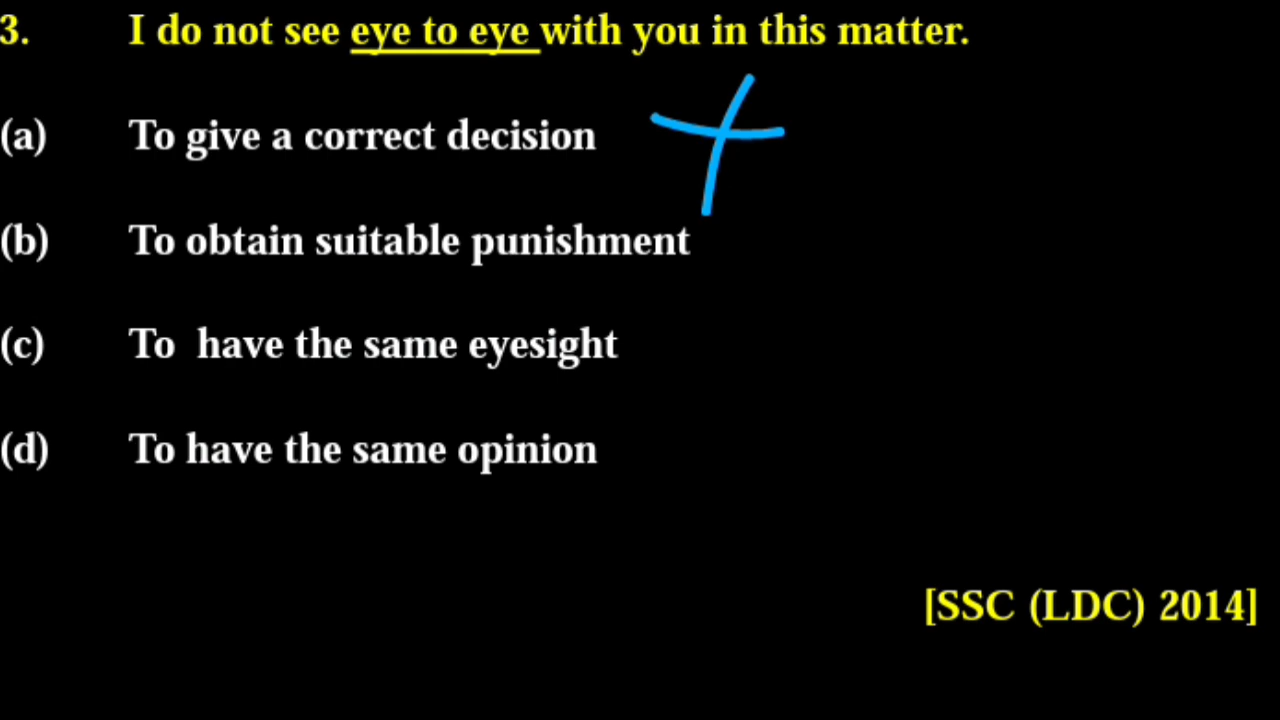 3. I do not see eye to eye with you in this matter.
(a) To give a correct decision
(b) To obtain suitable punishment
(c) To have the same eyesight
(d) To have the same opinion
[SSC (LDC) 2014]